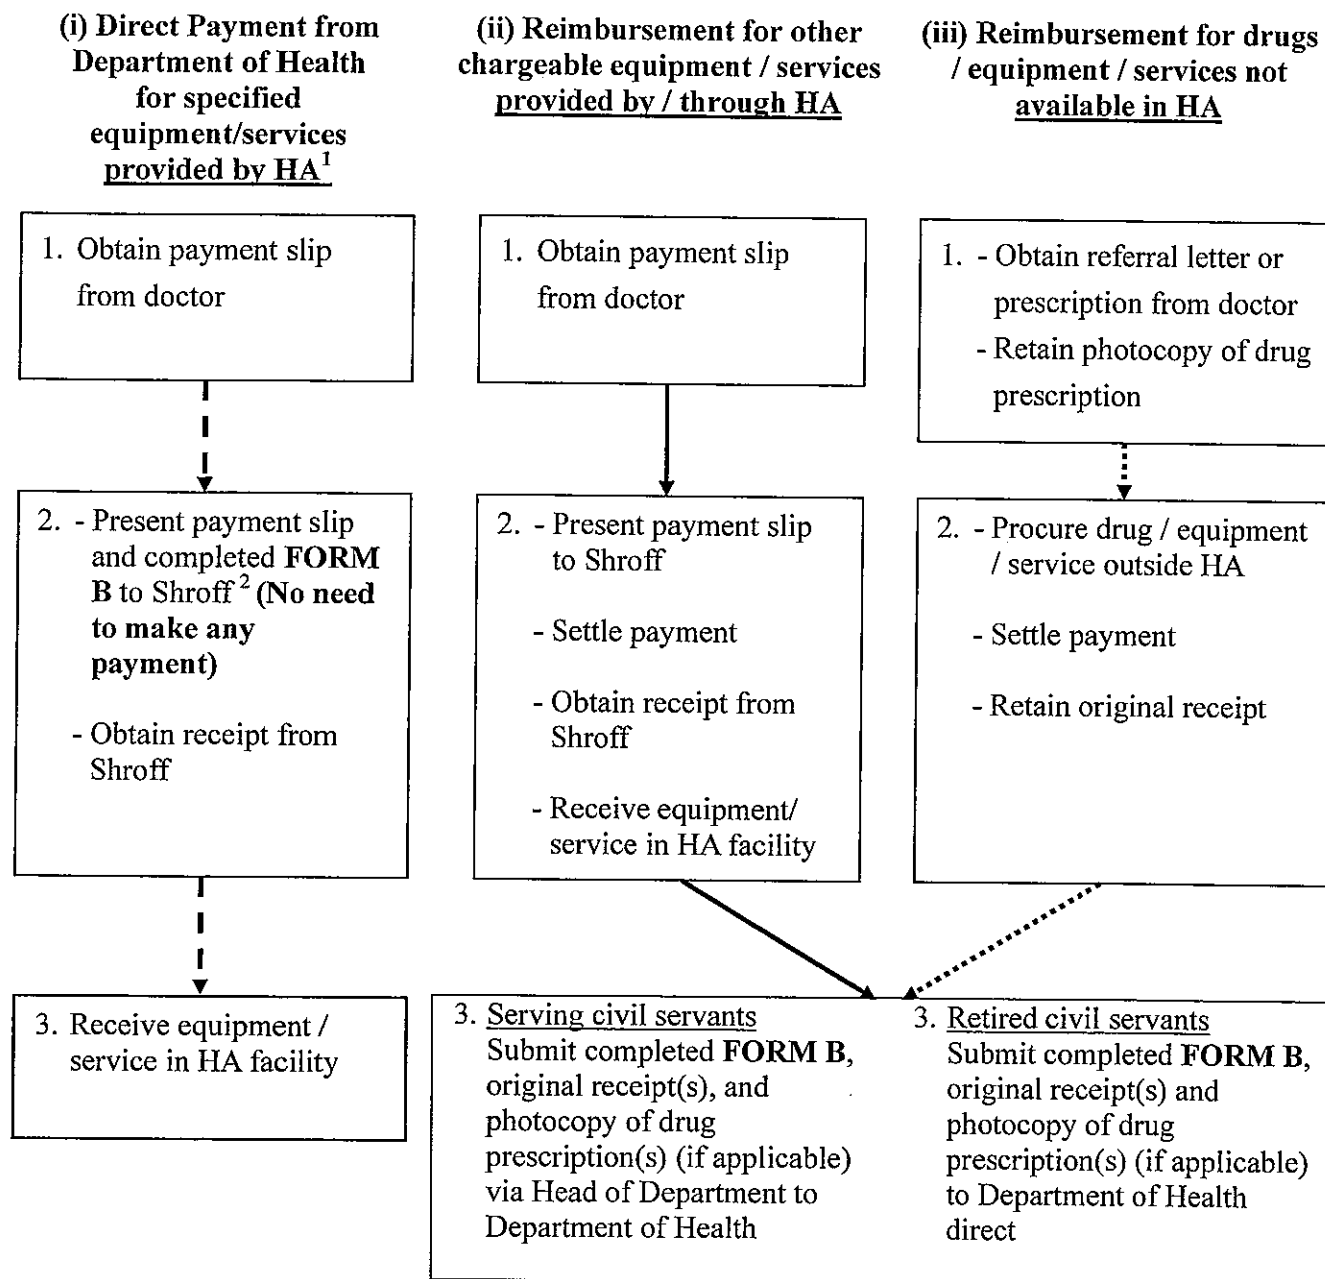 (i) Direct Payment from
Department of Health
for specified
equipment/services
provided by HA1
(ii) Reimbursement for other
chargeable equipment / services
provided by / through HA
(iii) Reimbursement for drugs
/ equipment / services not
available in HA
1. Obtain payment slip
from doctor
1. Obtain payment slip
from doctor
1. - Obtain referral letter or
prescription from doctor
- Retain photocopy of drug
prescription
2. - Present payment slip
and completed FORM
B to Shroff 2 (No need
to make any
payment)
- Obtain receipt from
Shroff
2. - Present payment slip
to Shroff
- Settle payment
- Obtain receipt from
Shroff
- Receive equipment/
service in HA facility
2. - Procure drug / equipment
/ service outside HA
- Settle payment
- Retain original receipt
3. Receive equipment /
service in HA facility
3. Serving civil servants
Submit completed FORM B,
original receipt(s), and
photocopy of drug
prescription(s) (if applicable)
via Head of Department to
Department of Health
3. Retired civil servants
Submit completed FORM B,
original receipt(s) and
photocopy of drug
prescription(s) (if applicable)
to Department of Health
direct